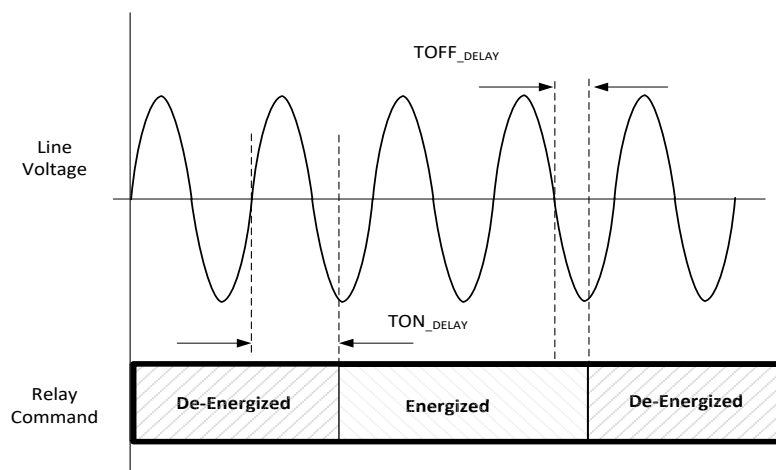 TOFF_DELAY
Line
Voltage
TON_DELAY
Relay
Command
De-Energized
Energized
De-Energized